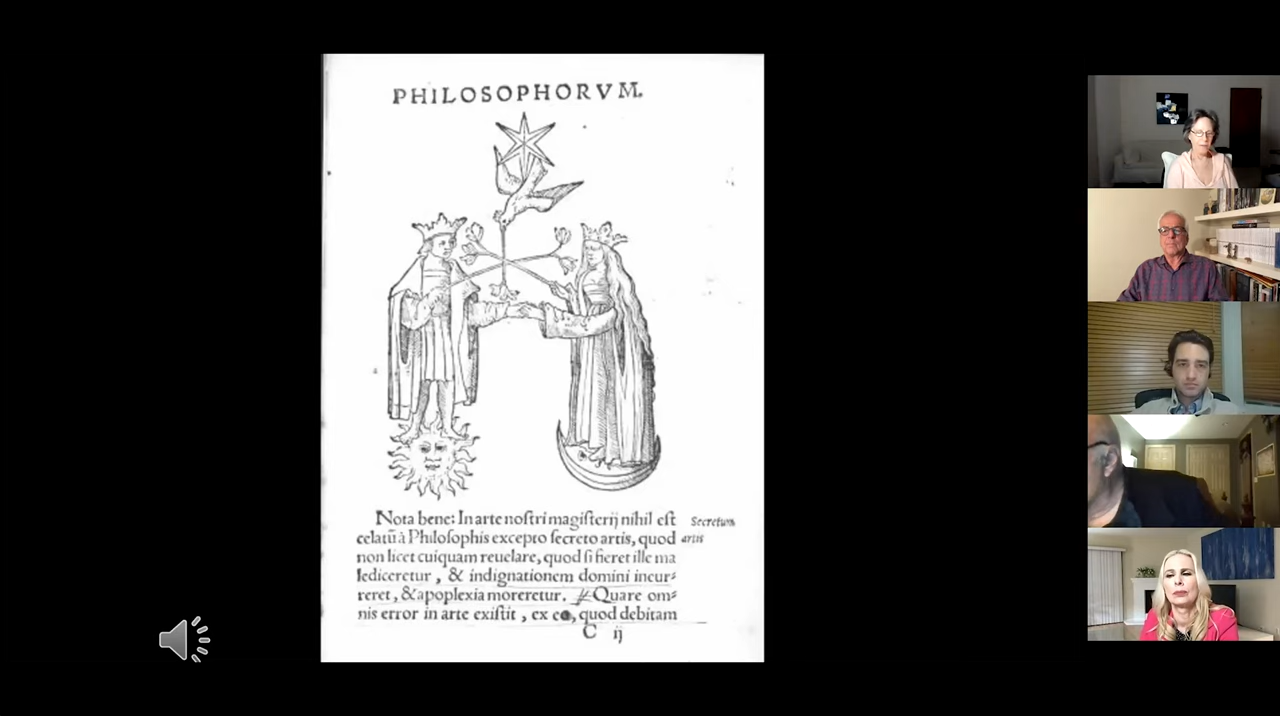 PHILOSOPHORVM.
Nota bene: In arte nostri magisterij nihil est
Secretum
celatũ à Philosophis excepto secreto artis, quod
artis
non licet cuiquam reuelare, quod si fieret ille ma
lediceretur, & indignationem domini incur⸗
reret, & apoplexia moreretur. Quare om⸗
nis error in arte existit, ex eo, quod debitam
C ij